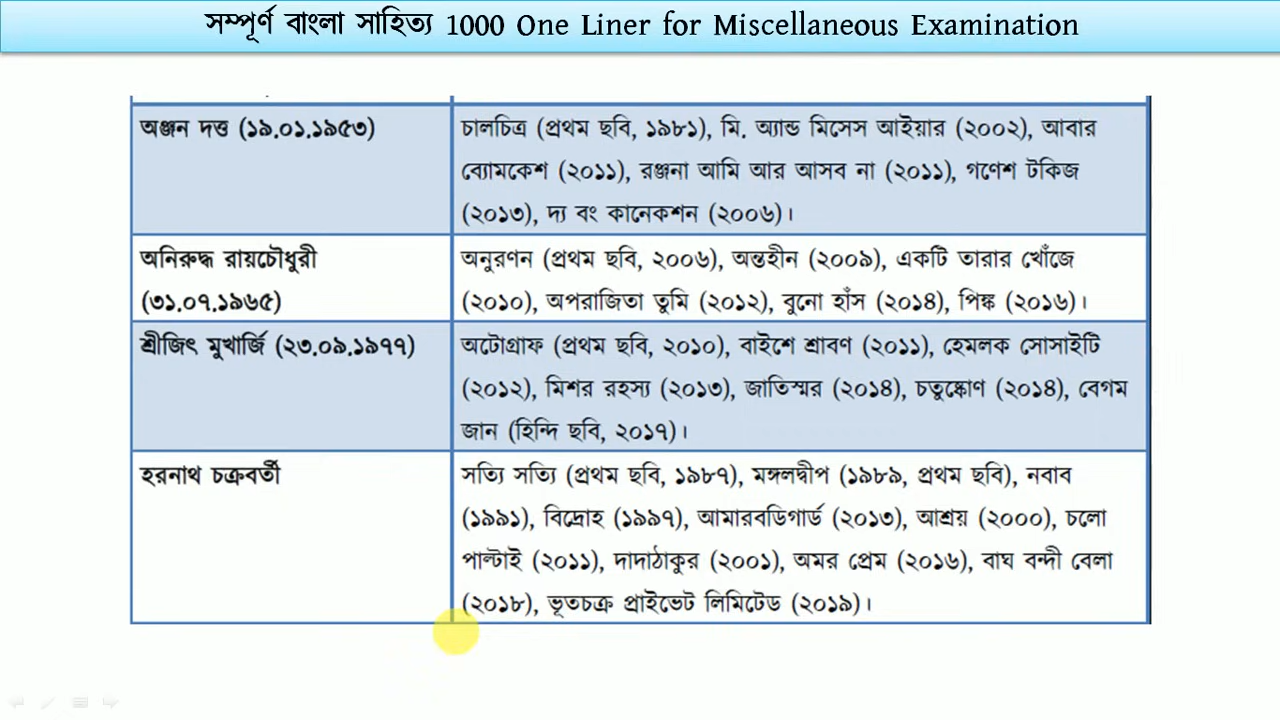 সম্পূর্ণ বাংলা সাহিত্য 1000 One Liner for Miscellaneous Examination
অঞ্জন দত্ত (১৯.০১.১৯৫৩)
চালচিত্র (প্রথম ছবি, ১৯৮১), মি. অ্যান্ড মিসেস আইয়ার (২০০২), আবার
ব্যোমকেশ (২০১১), রঞ্জনা আমি আর আসব না (২০১১), গণেশ টকিজ
(২০১৩), দ্য বং কানেকশন (২০০৬)।
অনিরুদ্ধ রায়চৌধুরী
(৩১.০৭.১৯৬৫)
অনুরণন (প্রথম ছবি, ২০০৬), অন্তহীন (২০০৯), একটি তারার খোঁজে
(২০১০), অপরাজিতা তুমি (২০১২), বুনো হাঁস (২০১৪), পিঙ্ক (২০১৬)।
শ্রীজিৎ মুখার্জি (২৩.০৯.১৯৭৭)
অটোগ্রাফ (প্রথম ছবি, ২০১০), বাইশে শ্রাবণ (২০১১), হেমলক সোসাইটি
(২০১২), মিশর রহস্য (২০১৩), জাতিস্মর (২০১৪), চতুষ্কোণ (২০১৪), বেগম
জান (হিন্দি ছবি, ২০১৭)।
হরনাথ চক্রবর্তী
সত্যি সত্যি (প্রথম ছবি, ১৯৮৭), মঙ্গলদ্বীপ (১৯৮৯, প্রথম ছবি), নবাব
(১৯৯১), বিদ্রোহ (১৯৯৭), আমারবডিগার্ড (২০১৩), আশ্রয় (২০০০), চলো
পাল্টাই (২০১১), দাদাঠাকুর (২০০১), অমর প্রেম (২০১৬), বাঘ বন্দী বেলা
(২০১৮), ভূতচক্র প্রাইভেট লিমিটেড (২০১৯)।